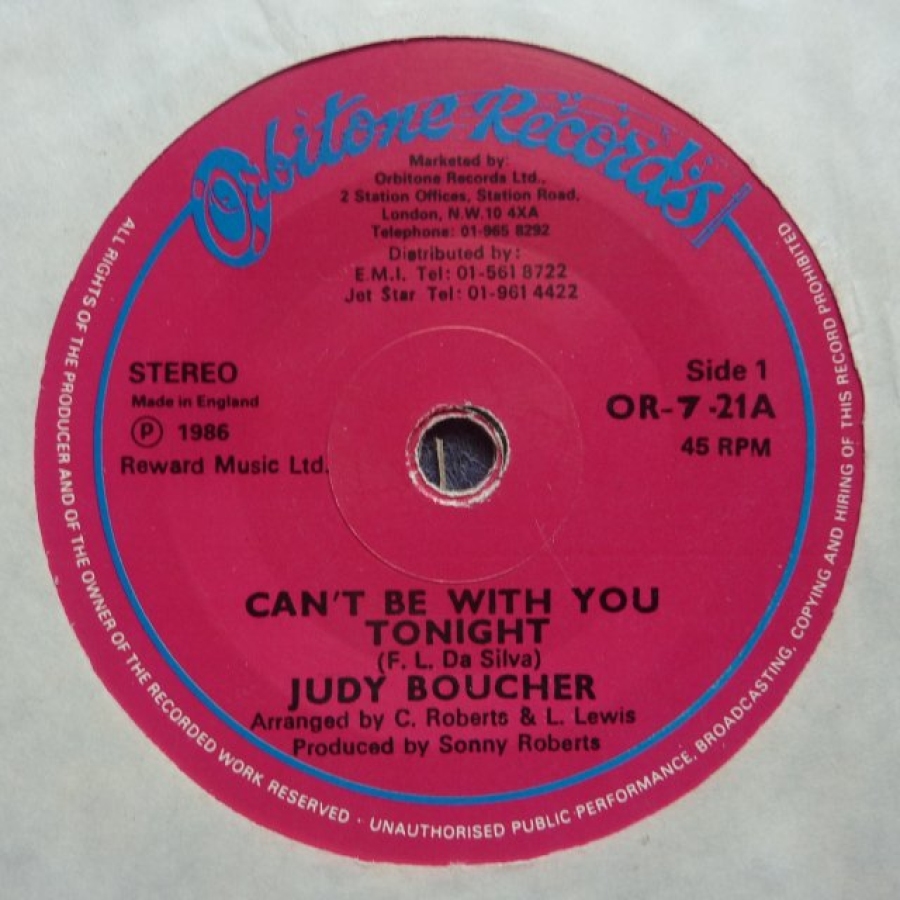 Orbitone Records
Marketed by:
Orbitone Records Ltd.,
2 Station Offices, Station Road,
London, N.W.10 4XA
Telephone: 01-965 8292
Distributed by:
E.M.I. Tel: 01-561 8722
Jet Star Tel: 01-961 4422
STEREO
Made in England
℗ 1986
Reward Music Ltd.
Side 1
OR-7-21A
45 RPM
CAN'T BE WITH YOU
TONIGHT
(F. L. Da Silva)
JUDY BOUCHER
Arranged by C. Roberts & L. Lewis
Produced by Sonny Roberts
ALL RIGHTS OF THE PRODUCER AND OF THE OWNER OF THE RECORDED WORK RESERVED · UNAUTHORISED PUBLIC PERFORMANCE, BROADCASTING, COPYING AND HIRING OF THIS RECORD PROHIBITED